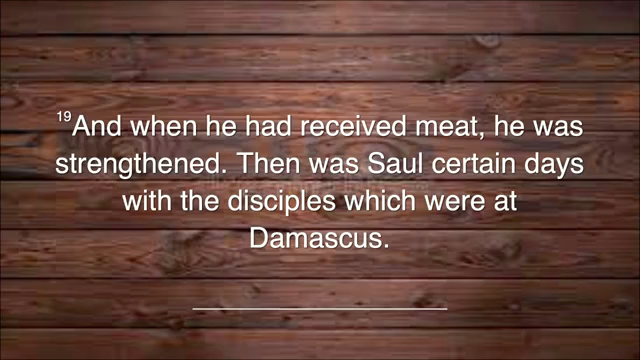 19And when he had received meat, he was
strengthened. Then was Saul certain days
with the disciples which were at
Damascus.